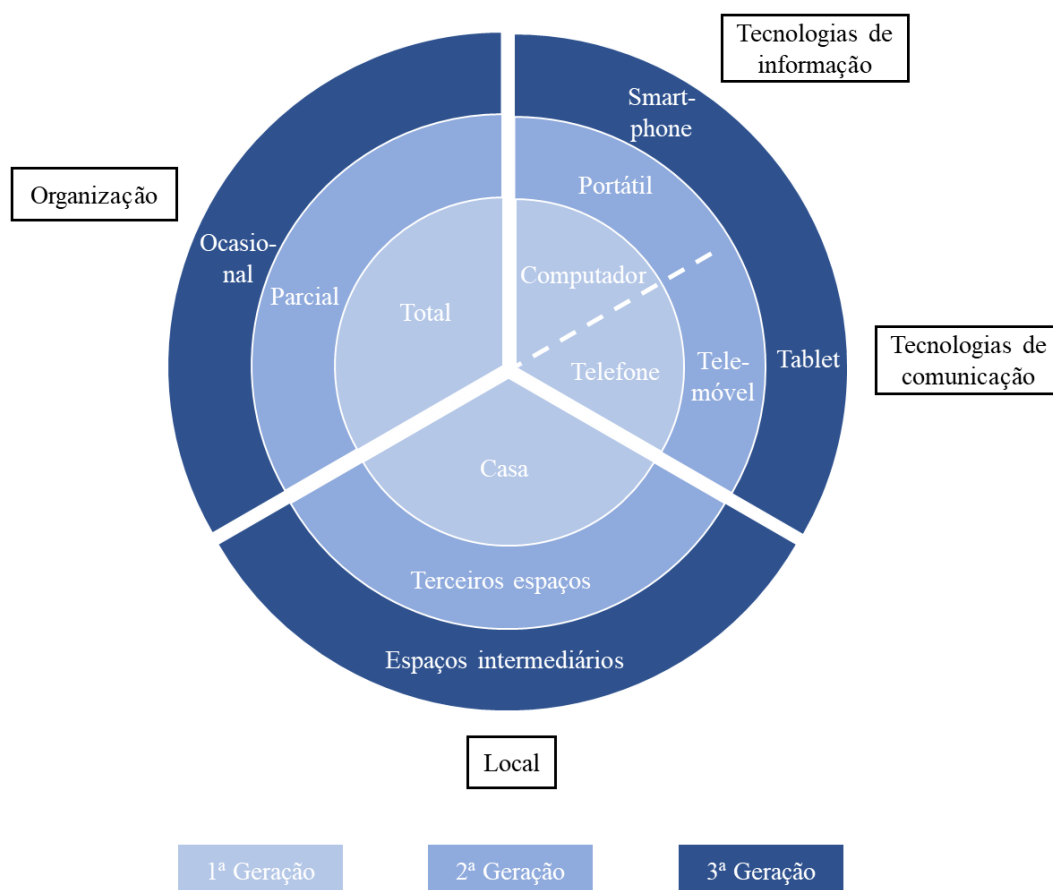 Tecnologias de
informação
Smart-
phone
Organização
Portátil
Ocasio-
nal
Computador
Parcial
Total
Tecnologias de
comunicação
Telefone
Tele-
móvel
Tablet
Casa
Terceiros espaços
Espaços intermediários
Local
1ª Geração
2ª Geração
3ª Geração